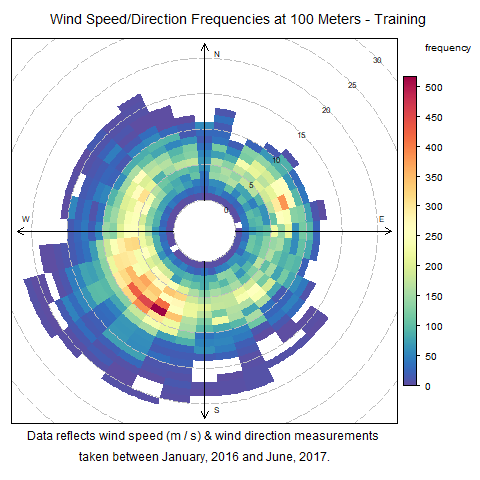 Wind Speed/Direction Frequencies at 100 Meters - Training
frequency
N
30
25
20
15
10
5
0
W
E
S
500
450
400
350
300
250
200
150
100
50
0
Data reflects wind speed (m / s) & wind direction measurements
taken between January, 2016 and June, 2017.